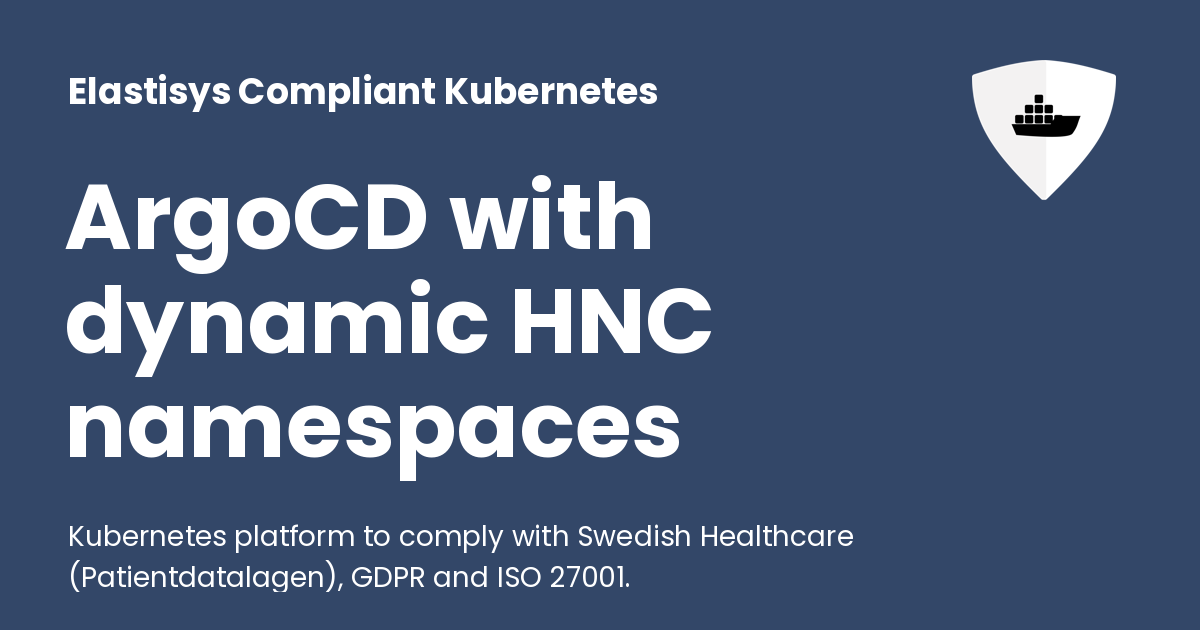 Elastisys Compliant Kubernetes
ArgoCD with
dynamic HNC
namespaces
Kubernetes platform to comply with Swedish Healthcare
(Patientdatalagen), GDPR and ISO 27001.